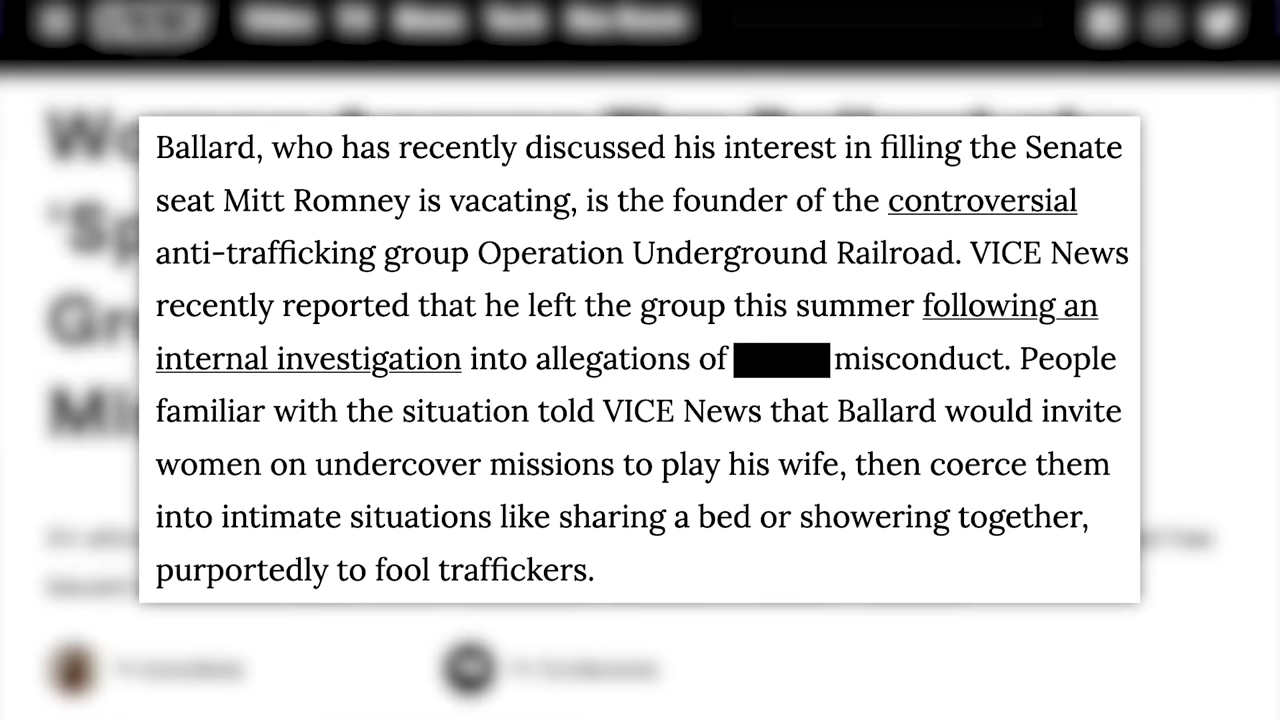 Ballard, who has recently discussed his interest in filling the Senate
seat Mitt Romney is vacating, is the founder of the controversial
anti-trafficking group Operation Underground Railroad. VICE News
recently reported that he left the group this summer following an
internal investigation into allegations of misconduct. People
familiar with the situation told VICE News that Ballard would invite
women on undercover missions to play his wife, then coerce them
into intimate situations like sharing a bed or showering together,
purportedly to fool traffickers.